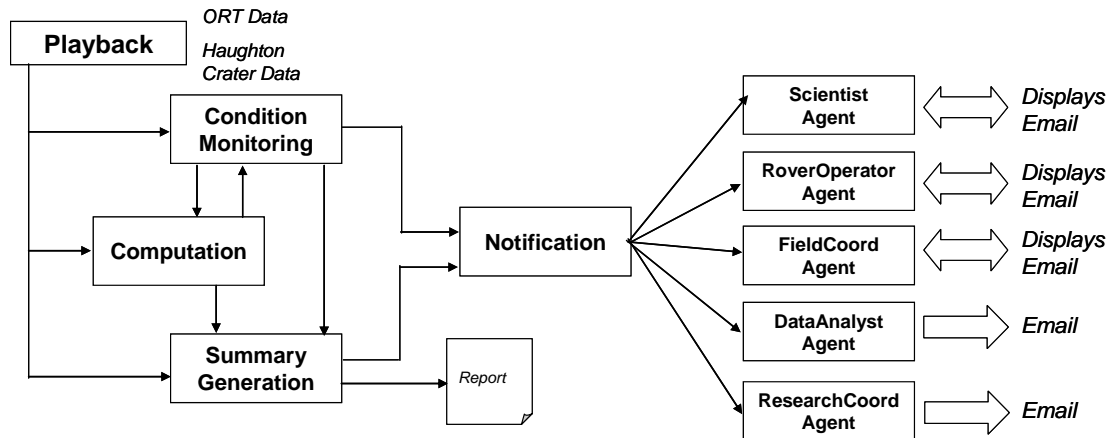 ORT Data
Playback
Haughton
Crater Data
Condition
Monitoring
Computation
Summary
Generation
Report
Notification
Scientist
Agent
Displays
Email
RoverOperator
Agent
Displays
Email
FieldCoord
Agent
Displays
Email
DataAnalyst
Agent
Email
ResearchCoord
Agent
Email